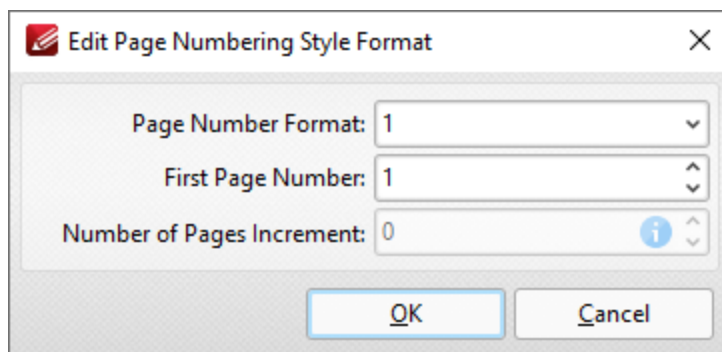 Edit Page Numbering Style Format
Page Number Format: 1
First Page Number: 1
Number of Pages Increment: 0 i
OK Cancel